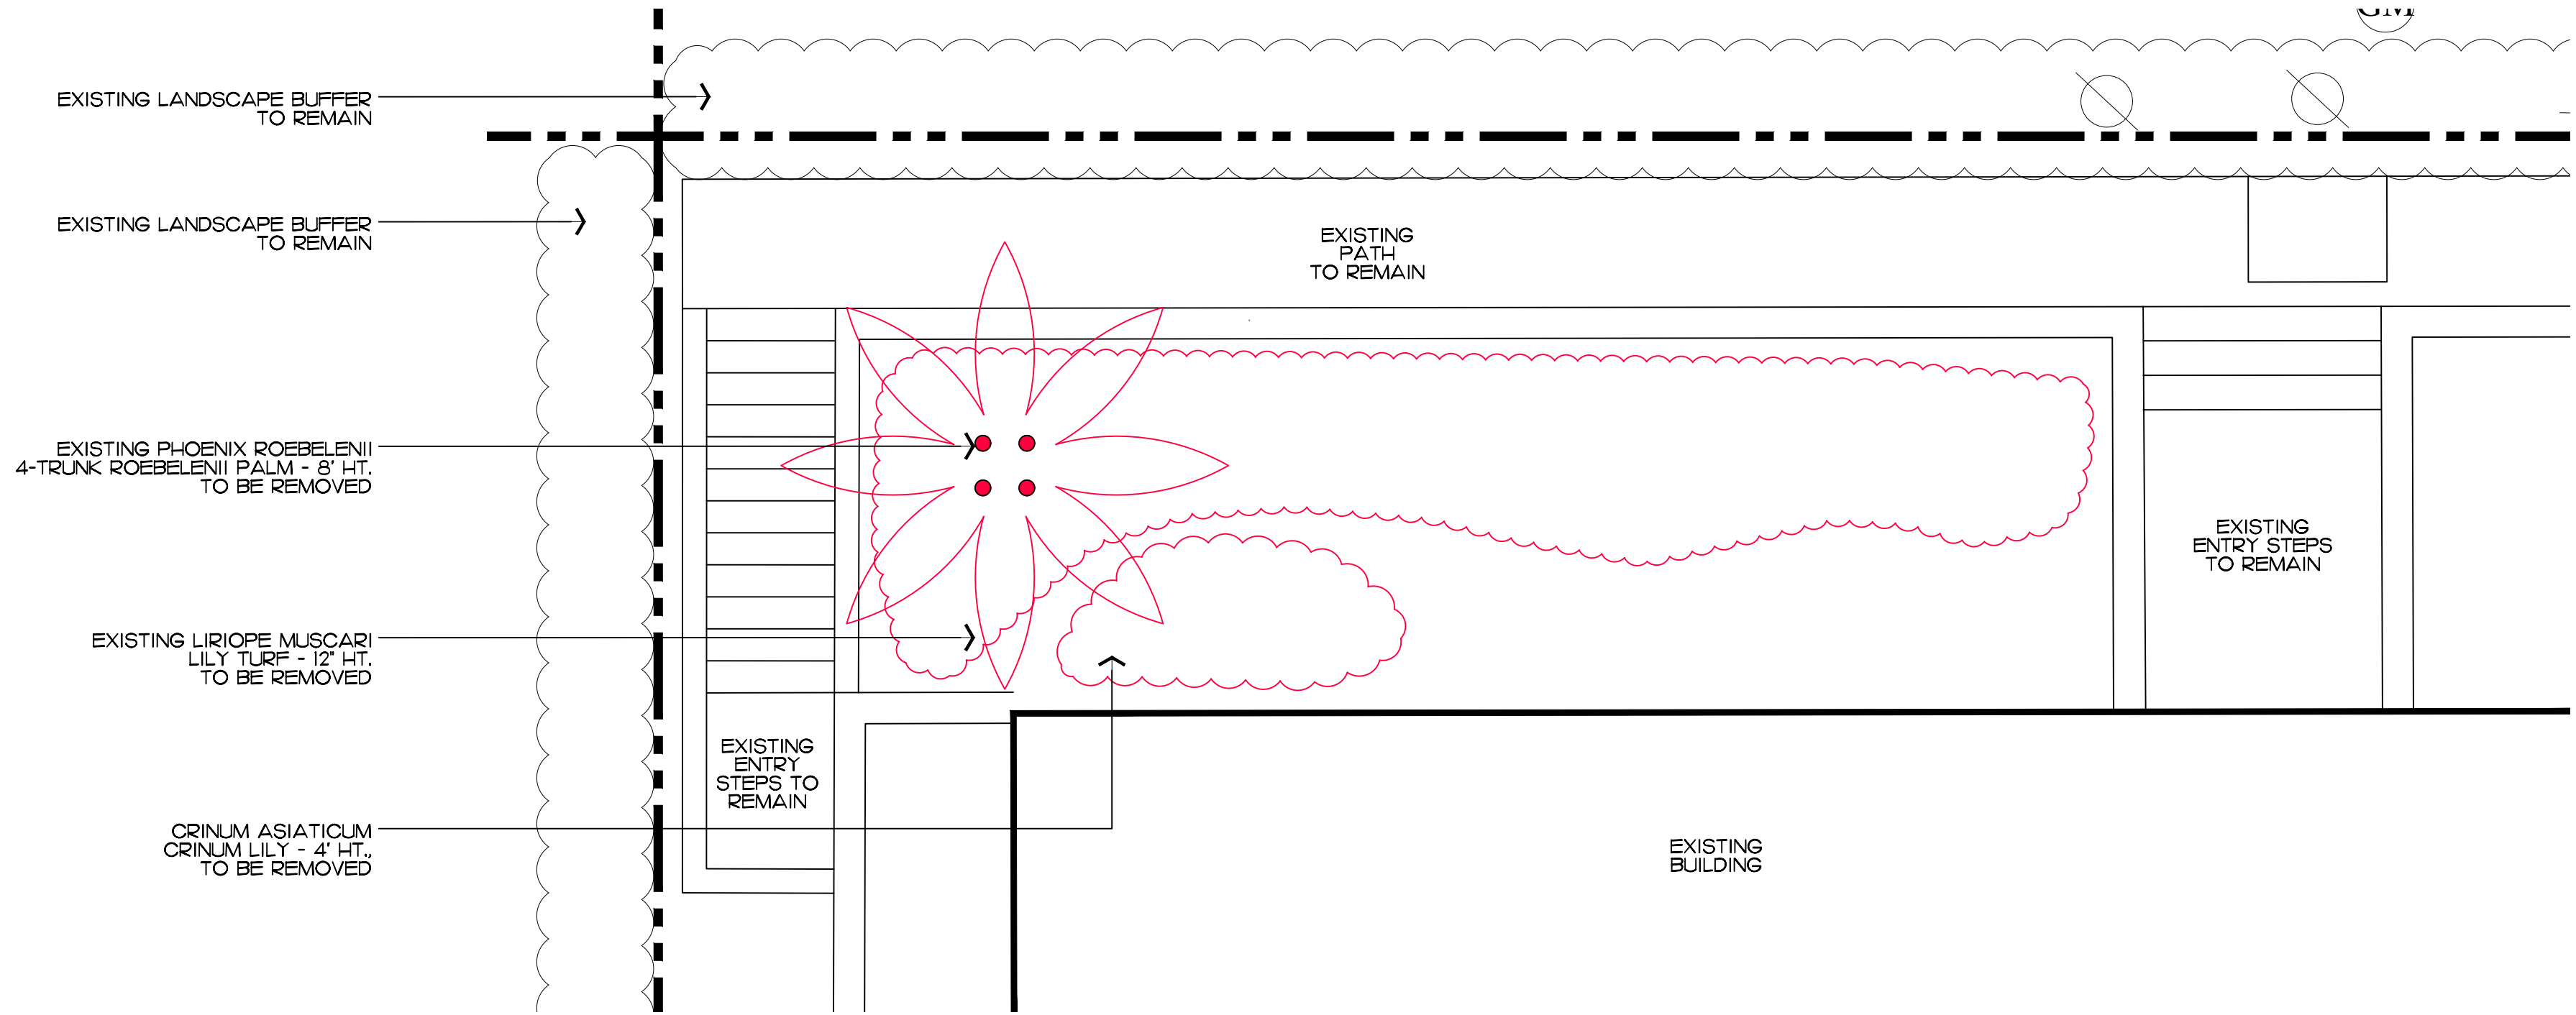 GM
EXISTING LANDSCAPE BUFFER
TO REMAIN
EXISTING LANDSCAPE BUFFER
TO REMAIN
EXISTING
PATH
TO REMAIN
EXISTING PHOENIX ROEBELENII
4-TRUNK ROEBELENII PALM - 8' HT.
TO BE REMOVED
EXISTING
ENTRY STEPS
TO REMAIN
EXISTING LIRIOPE MUSCARI
LILY TURF - 12" HT.
TO BE REMOVED
EXISTING
ENTRY
STEPS TO
REMAIN
CRINUM ASIATICUM
CRINUM LILY - 4' HT.,
TO BE REMOVED
EXISTING
BUILDING